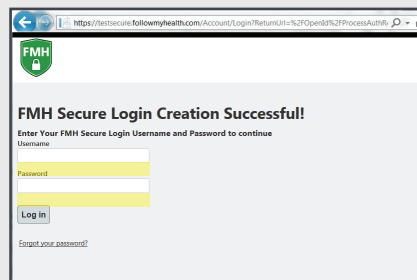 https://testsecure.followmyhealth.com/Account/Login?ReturnUrl=%2FOpenId%2FProcessAuthR
FMH
FMH Secure Login Creation Successful!
Enter Your FMH Secure Login Username and Password to continue
Username
Password
Log in
Forgot your password?